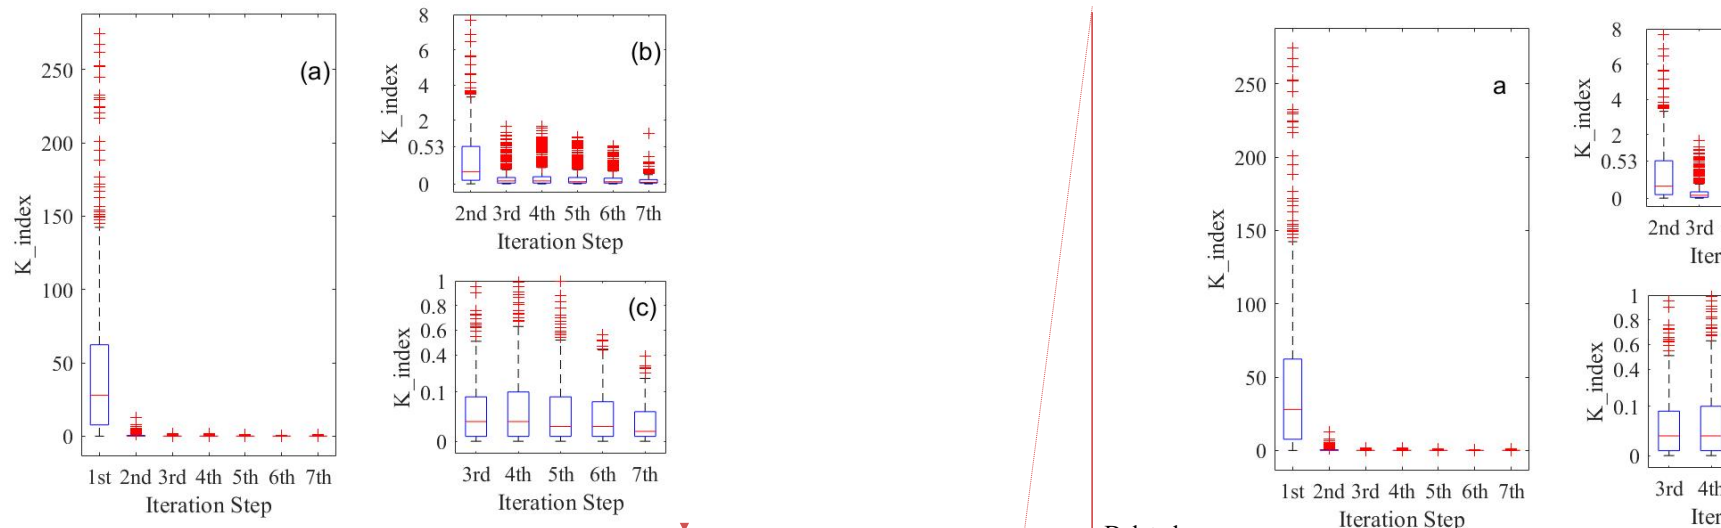 250
200
150
100
50
0
K_index
(a)
1st 2nd 3rd 4th 5th 6th 7th
Iteration Step
8
6
4
2
0.53
0
K_index
(b)
2nd 3rd 4th 5th 6th 7th
Iteration Step
1
0.8
0.6
0.4
0.1
0
K_index
(c)
3rd 4th 5th 6th 7th
Iteration Step
250
200
150
100
50
0
K_index
a
1st 2nd 3rd 4th 5th 6th 7th
Iteration Step
8
6
4
2
0.53
0
K_index
2nd 3rd
Iter
1
0.8
0.6
0.4
0.1
0
K_index
3rd 4th
Iter